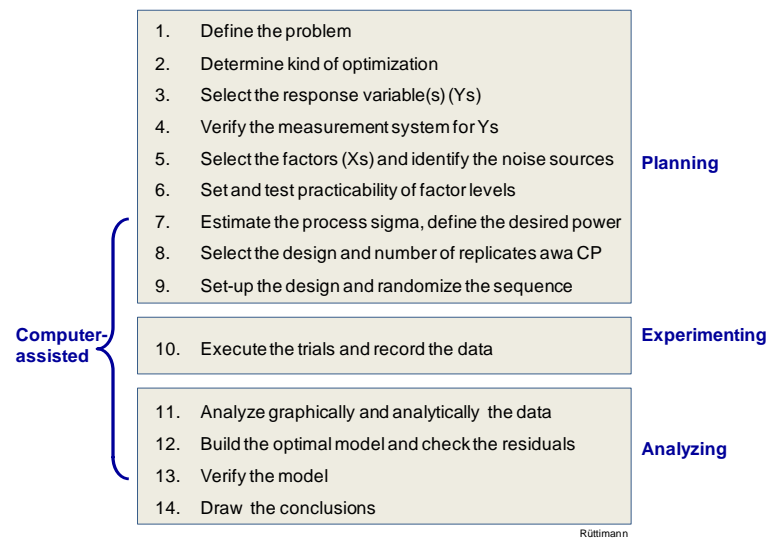 1. Define the problem
2. Determine kind of optimization
3. Select the response variable(s) (Ys)
4. Verify the measurement system for Ys
5. Select the factors (Xs) and identify the noise sources
6. Set and test practicability of factor levels
7. Estimate the process sigma, define the desired power
8. Select the design and number of replicates awa CP
9. Set-up the design and randomize the sequence
Planning
Computer-
assisted
10. Execute the trials and record the data
Experimenting
11. Analyze graphically and analytically the data
12. Build the optimal model and check the residuals
13. Verify the model
14. Draw the conclusions
Analyzing
Rüttimann